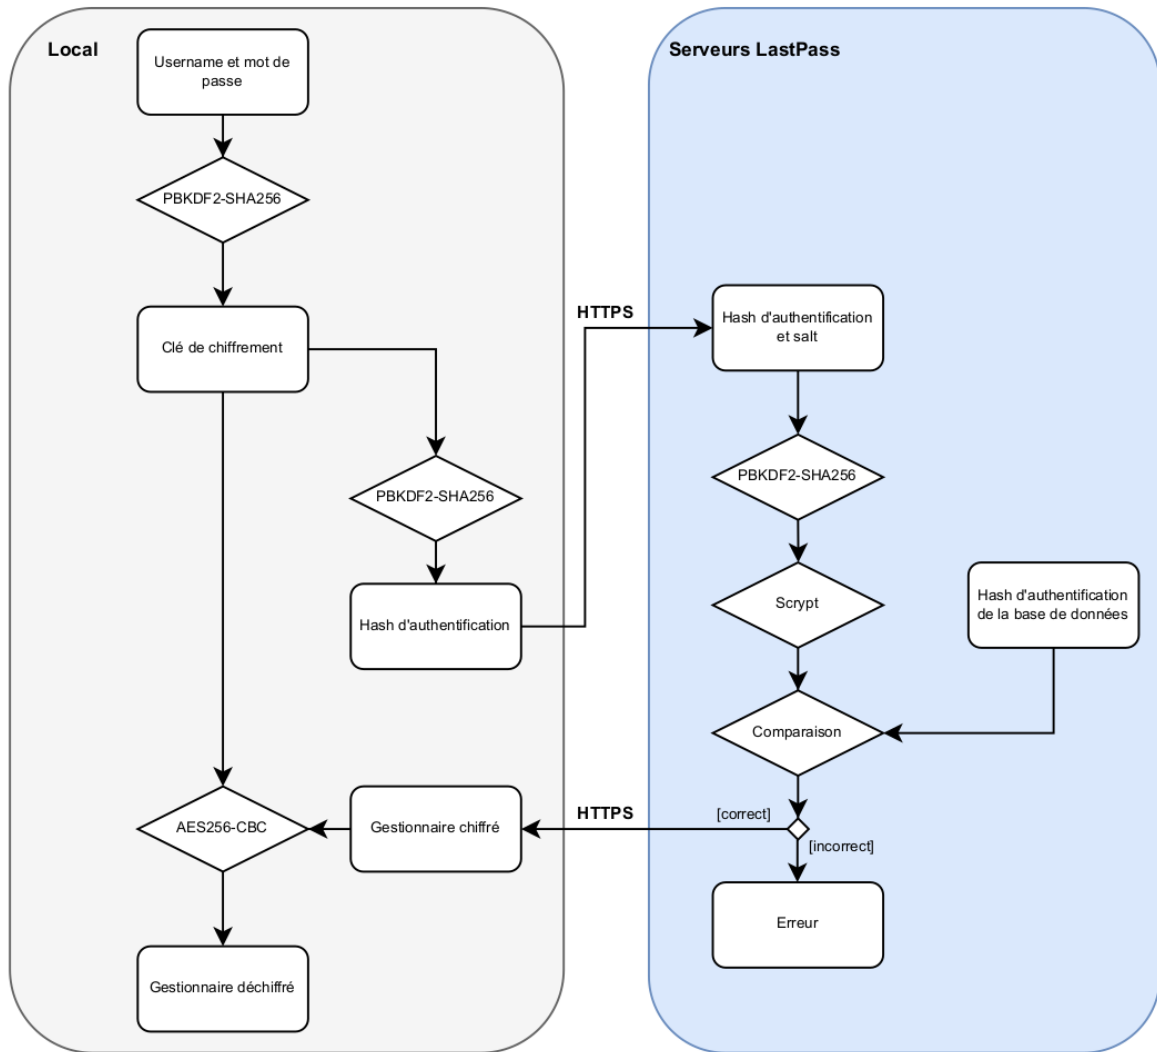 Local
Username et mot de
passe
PBKDF2-SHA256
Clé de chiffrement
PBKDF2-SHA256
Hash d'authentification
HTTPS
Serveurs LastPass
Hash d'authentification
et salt
PBKDF2-SHA256
Scrypt
Hash d'authentification
de la base de données
Comparaison
[correct]
[incorrect]
Erreur
HTTPS
Gestionnaire chiffré
AES256-CBC
Gestionnaire déchiffré